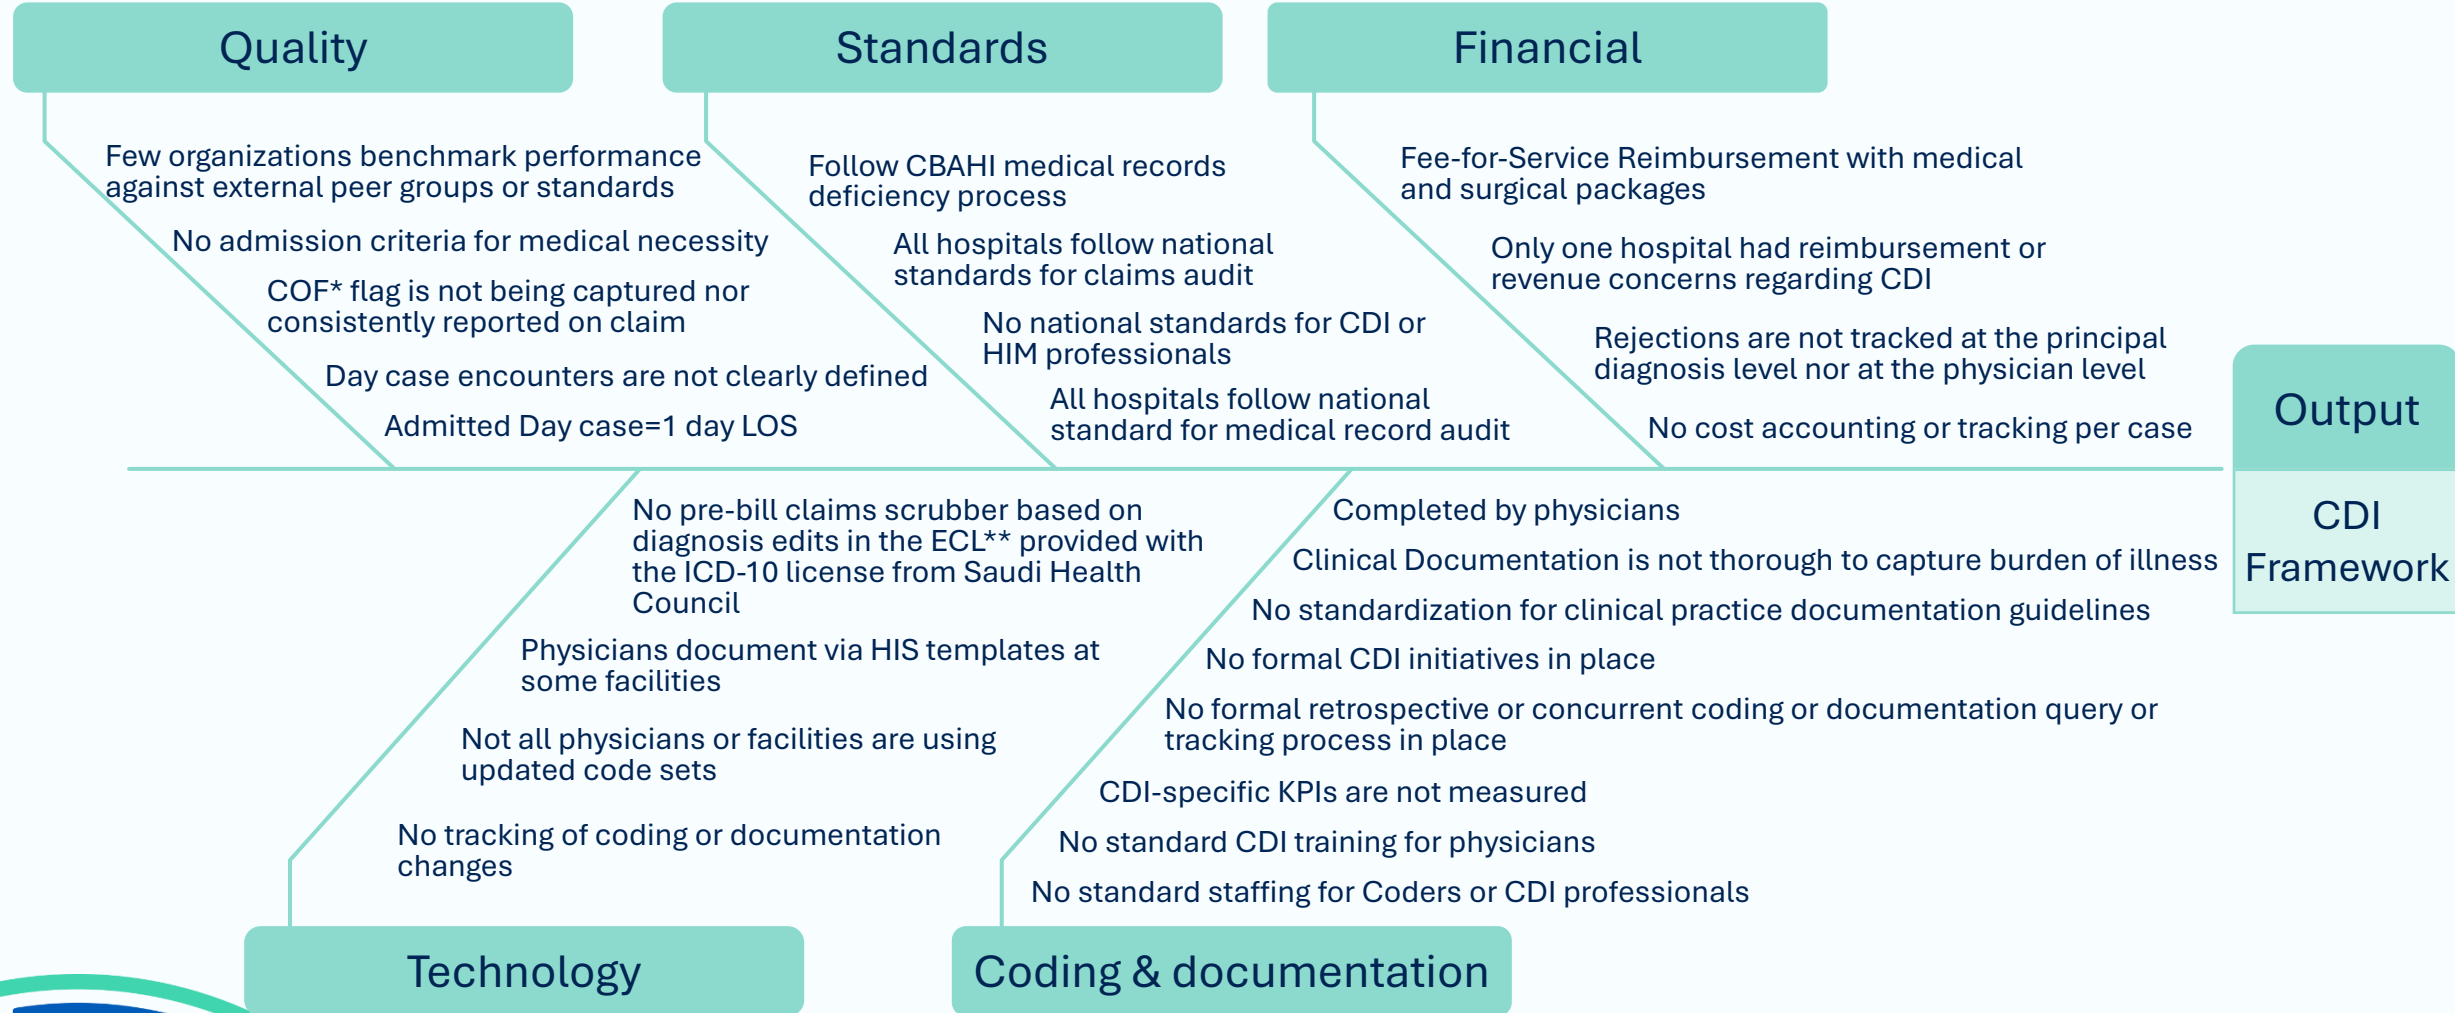 Quality
Few organizations benchmark performance
against external peer groups or standards
No admission criteria for medical necessity
COF* flag is not being captured nor
consistently reported on claim
Day case encounters are not clearly defined
Admitted Day case=1 day LOS
Standards
Follow CBAHI medical records
deficiency process
All hospitals follow national
standards for claims audit
No national standards for CDI or
HIM professionals
All hospitals follow national
standard for medical record audit
Financial
Fee-for-Service Reimbursement with medical
and surgical packages
Only one hospital had reimbursement or
revenue concerns regarding CDI
Rejections are not tracked at the principal
diagnosis level nor at the physician level
No cost accounting or tracking per case
Output
CDI
Framework
No pre-bill claims scrubber based on
diagnosis edits in the ECL** provided with
the ICD-10 license from Saudi Health
Council
Physicians document via HIS templates at
some facilities
Not all physicians or facilities are using
updated code sets
No tracking of coding or documentation
changes
Technology
Completed by physicians
Clinical Documentation is not thorough to capture burden of illness
No standardization for clinical practice documentation guidelines
No formal CDI initiatives in place
No formal retrospective or concurrent coding or documentation query or
tracking process in place
CDI-specific KPIs are not measured
No standard CDI training for physicians
No standard staffing for Coders or CDI professionals
Coding & documentation